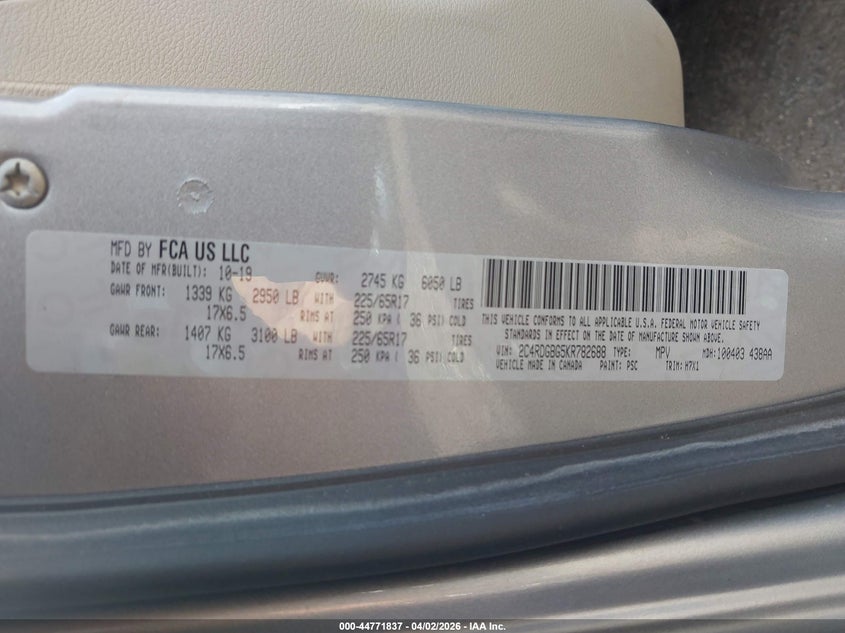 MFD BY FCA US LLC
DATE OF MFR(BUILT): 10-19 GVWR: 2745 KG 6050 LB
GAWR FRONT: 1339 KG 2950 LB WITH 225/65R17 TIRES
17X6.5 RIMS AT 250 KPA ( 36 PSI) COLD
GAWR REAR: 1407 KG 3100 LB WITH 225/65R17 TIRES
17X6.5 RIMS AT 250 KPA ( 36 PSI) COLD
THIS VEHICLE CONFORMS TO ALL APPLICABLE U.S.A. FEDERAL MOTOR VEHICLE SAFETY
STANDARDS IN EFFECT ON THE DATE OF MANUFACTURE SHOWN ABOVE.
VIN: 2C4RDGBG5KR782688 TYPE: MPV MDH: 100403 438AA
VEHICLE MADE IN CANADA PAINT: PSC TRIM: H7X1
000-44771837 - 04/02/2026 - IAA Inc.